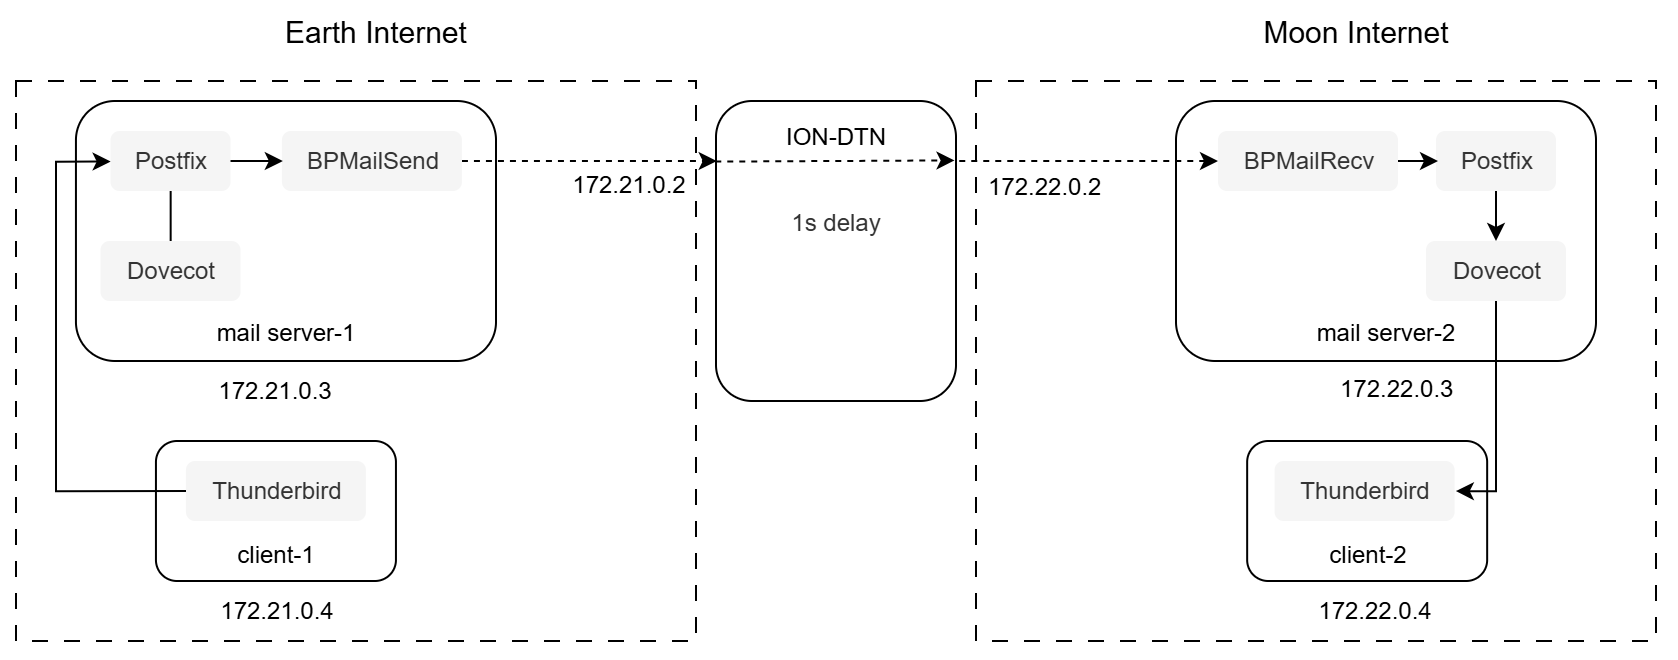 Earth Internet
Moon Internet
Postfix
BPMailSend
Dovecot
mail server-1
172.21.0.3
Thunderbird
client-1
172.21.0.4
172.21.0.2
ION-DTN
1s delay
172.22.0.2
BPMailRecv
Postfix
Dovecot
mail server-2
172.22.0.3
Thunderbird
client-2
172.22.0.4